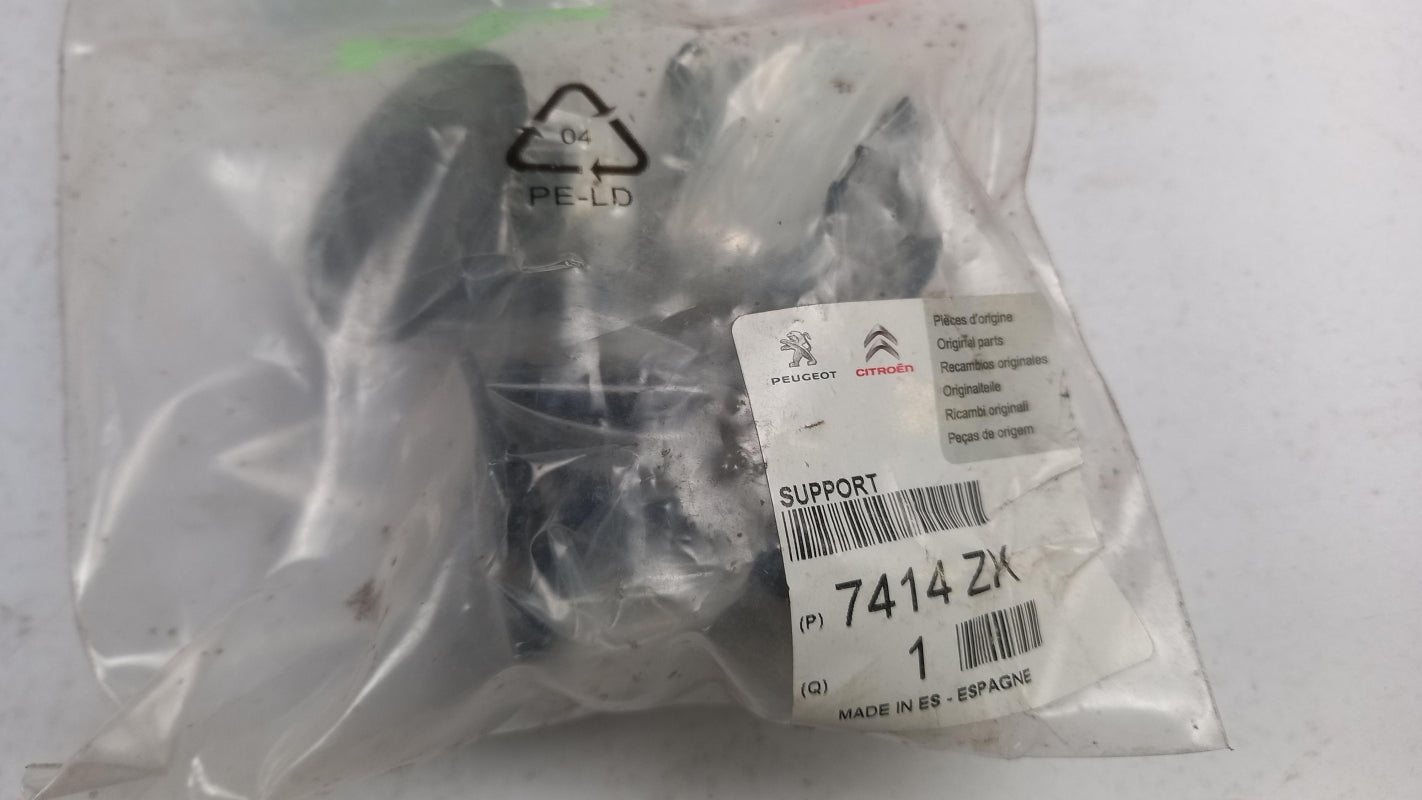 04
PE-LD
PEUGEOT
CITROËN
Pièces d'origine
Original parts
Recambios originales
Originalteile
Ricambi originali
Peças de origem
SUPPORT
(P) 7414 ZX
(Q) 1
MADE IN ES - ESPAGNE